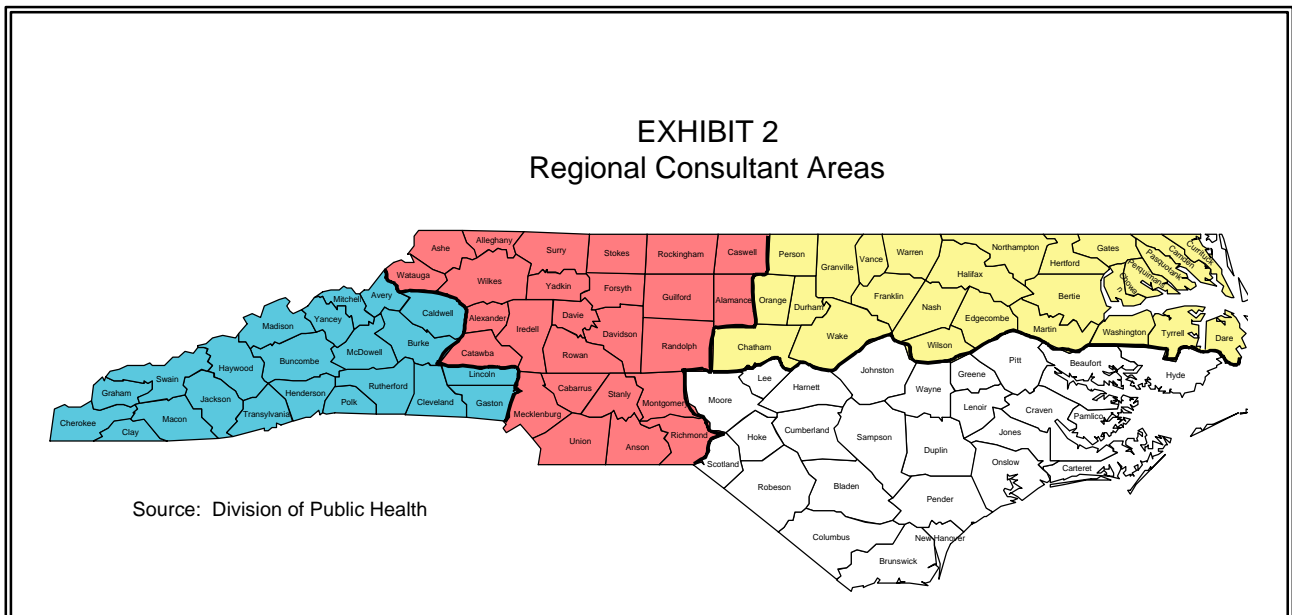 EXHIBIT 2
Regional Consultant Areas
Ashe
Alleghany
Surry
Stokes
Rockingham
Caswell
Person
Granville
Vance
Warren
Northampton
Gates
Hertford
Currituck
Camden
Pasquotank
Perquimans
Chowa
n
Watauga
Wilkes
Yadkin
Forsyth
Guilford
Alamance
Orange
Durham
Franklin
Halifax
Bertie
Mitchell
Avery
Caldwell
Alexander
Iredell
Davie
Davidson
Randolph
Chatham
Wake
Nash
Edgecombe
Wilson
Martin
Washington
Tyrrell
Dare
Madison
Yancey
McDowell
Burke
Catawba
Rowan
Buncombe
Haywood
Swain
Graham
Jackson
Henderson
Rutherford
Polk
Cleveland
Lincoln
Gaston
Cherokee
Clay
Macon
Transylvania
Mecklenburg
Cabarrus
Stanly
Montgomery
Union
Anson
Richmond
Moore
Lee
Harnett
Johnston
Wayne
Greene
Pitt
Beaufort
Hyde
Lenoir
Craven
Pamlico
Jones
Hoke
Cumberland
Sampson
Duplin
Onslow
Carteret
Scotland
Robeson
Bladen
Pender
Columbus
New Hanover
Brunswick
Source: Division of Public Health